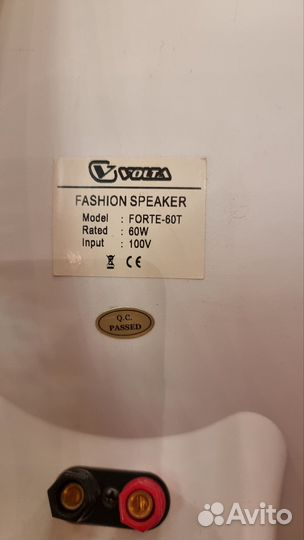 VOLTA
FASHION SPEAKER
Model : FORTE-60T
Rated : 60W
Input : 100V
CE
Q.C.
PASSED
Avito